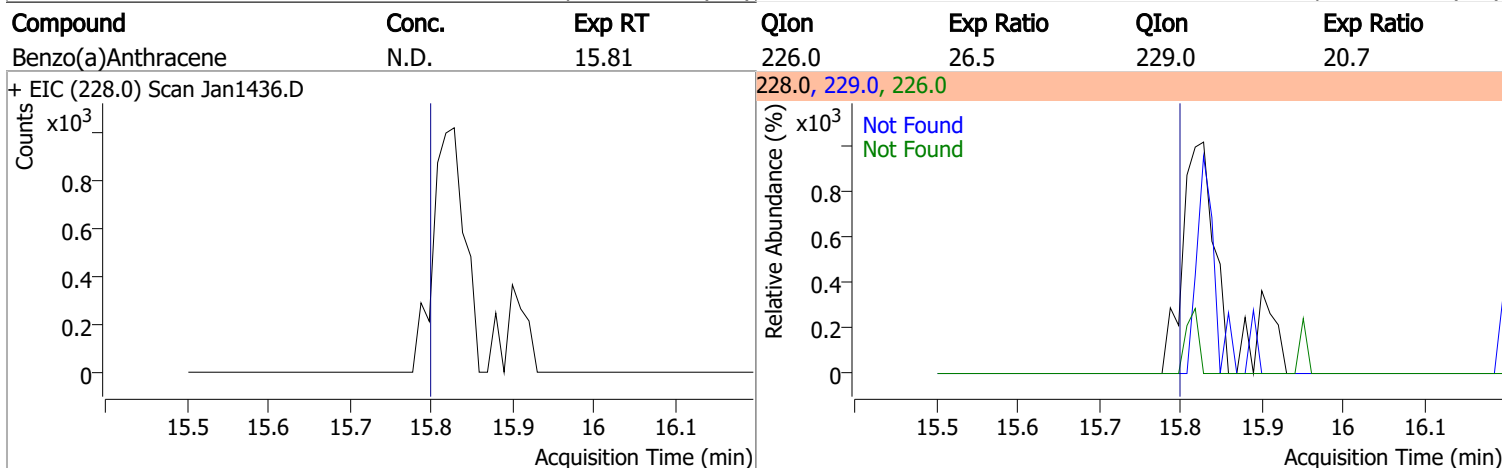 Compound Conc. Exp RT QIon Exp Ratio QIon Exp Ratio
Benzo(a)Anthracene N.D. 15.81 226.0 26.5 229.0 20.7
+ EIC (228.0) Scan Jan1436.D
Counts
x10³
0.8
0.6
0.4
0.2
0
15.5 15.6 15.7 15.8 15.9 16 16.1
Acquisition Time (min)
228.0, 229.0, 226.0
Relative Abundance (%)
x10³
Not Found
Not Found
0.8
0.6
0.4
0.2
0
15.5 15.6 15.7 15.8 15.9 16 16.1
Acquisition Time (min)